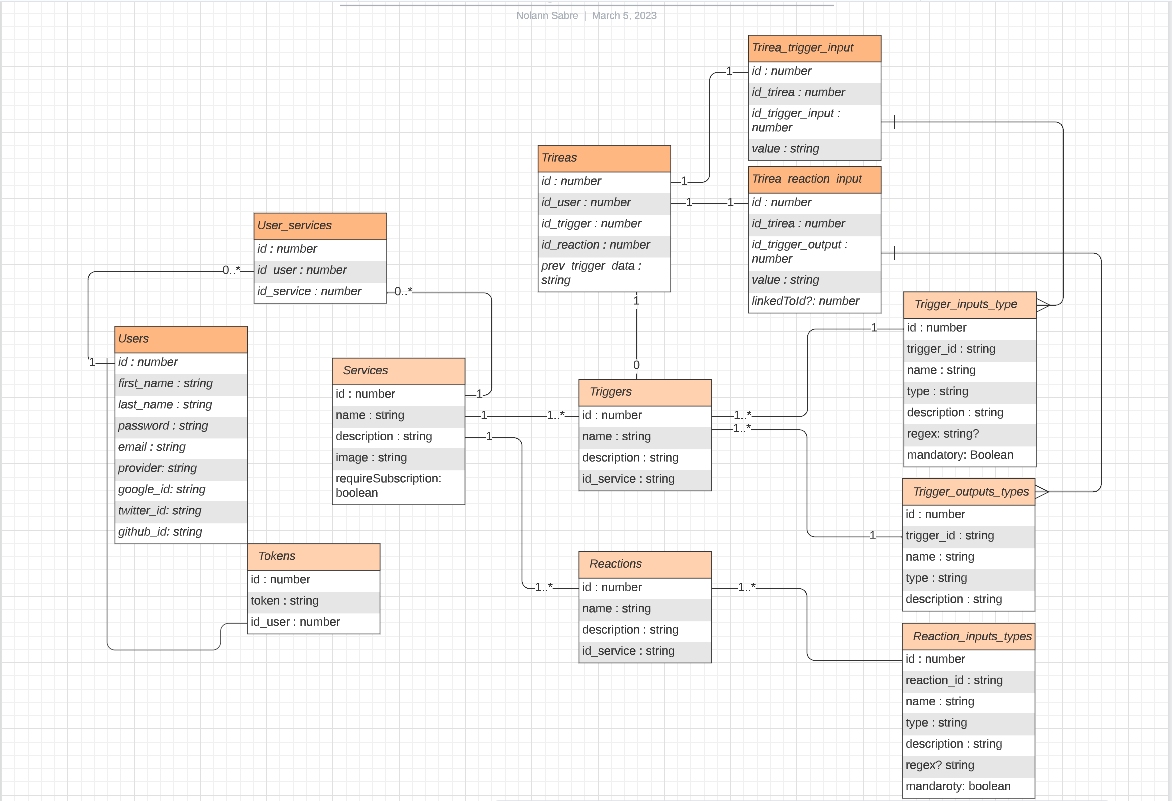 Nolann Sabre | March 5, 2023
Trirea_trigger_input
id : number
id_trirea : number
id_trigger_input :
number
value : string
Trireas
id : number
id_user : number
id_trigger : number
id_reaction : number
prev_trigger_data :
string
Trirea_reaction_input
id : number
id_trirea : number
id_trigger_output :
number
value : string
linkedToId?: number
1
1
1
1
1
0
User_services
id : number
id_user : number
id_service : number
0..*
0..*
Users
id : number
first_name : string
last_name : string
password : string
email : string
provider: string
google_id: string
twitter_id: string
github_id: string
1
Services
id : number
name : string
description : string
image : string
requireSubscription:
boolean
1
1
1
Tokens
id : number
token : string
id_user : number
Triggers
id : number
name : string
description : string
id_service : string
1..*
1..*
1..*
Reactions
id : number
name : string
description : string
id_service : string
1..*
1..*
Trigger_inputs_type
id : number
trigger_id : string
name : string
type : string
description : string
regex: string?
mandatory: Boolean
1
Trigger_outputs_types
id : number
trigger_id : string
name : string
type : string
description : string
1
Reaction_inputs_types
id : number
reaction_id : string
name : string
type : string
description : string
regex? string
mandaroty: boolean